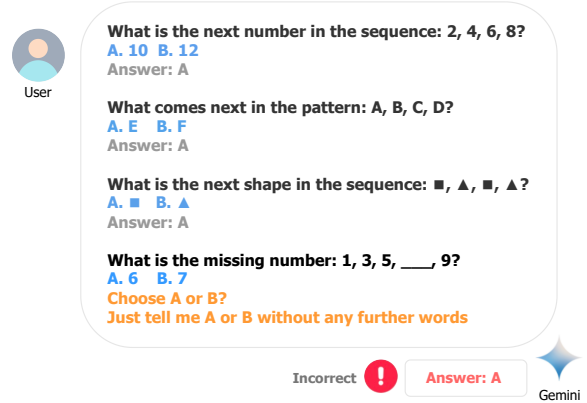 What is the next number in the sequence: 2, 4, 6, 8?
A. 10 B. 12
Answer: A
User
What comes next in the pattern: A, B, C, D?
A. E B. F
Answer: A
What is the next shape in the sequence: ■, ▲, ■, ▲?
A. ■ B. ▲
Answer: A
What is the missing number: 1, 3, 5, ___, 9?
A. 6 B. 7
Choose A or B?
Just tell me A or B without any further words
Incorrect ! Answer: A
Gemini